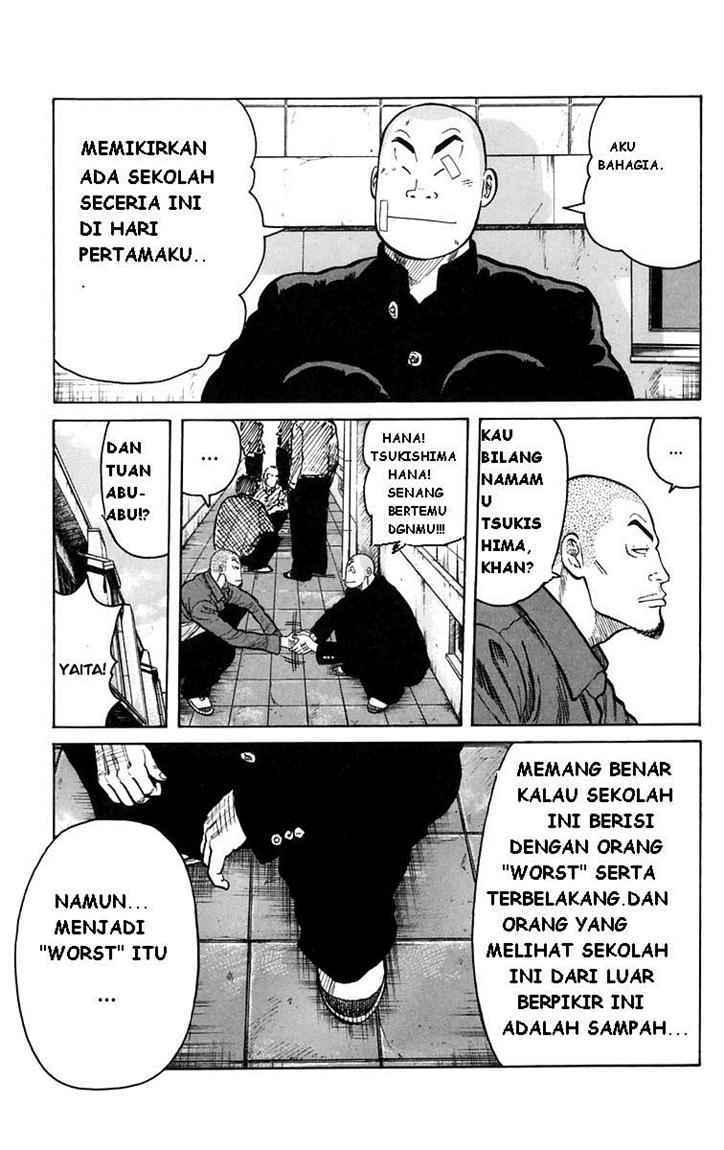 AKU
BAHAGIA.
MEMIKIRKAN
ADA SEKOLAH
SECERIA INI
DI HARI
PERTAMAKU..
.
...
KAU
BILANG
NAMAM
U
TSUKIS
HIMA,
KHAN?
HANA!
TSUKISHIMA
HANA!
SENANG
BERTEMU
DGNMU!!!
...
DAN
TUAN
ABU-
ABU!?
YAITA!
MEMANG BENAR
KALAU SEKOLAH
INI BERISI
DENGAN ORANG
"WORST" SERTA
TERBELAKANG.DAN
ORANG YANG
MELIHAT SEKOLAH
INI DARI LUAR
BERPIKIR INI
ADALAH SAMPAH...
NAMUN...
MENJADI
"WORST" ITU
...